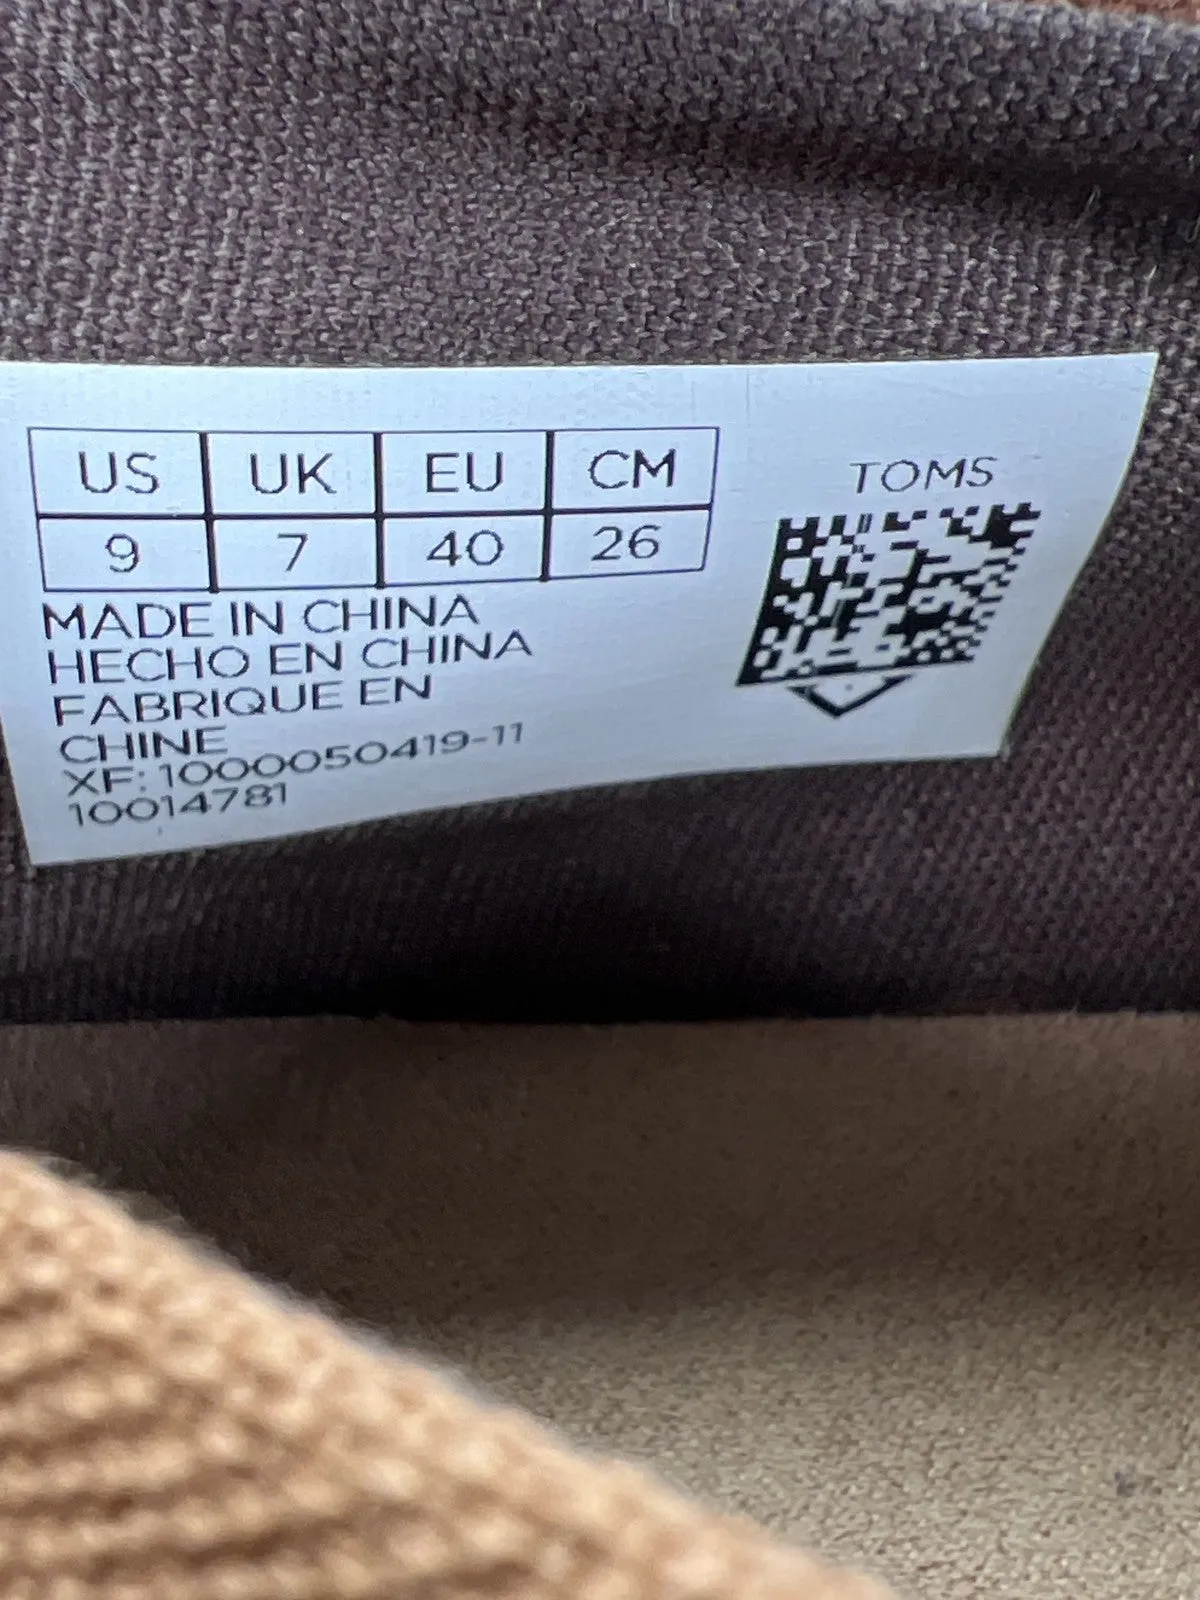 US UK EU CM
9 7 40 26
MADE IN CHINA
HECHO EN CHINA
FABRIQUE EN
CHINE
XF: 1000050419-11
10014781
TOMS